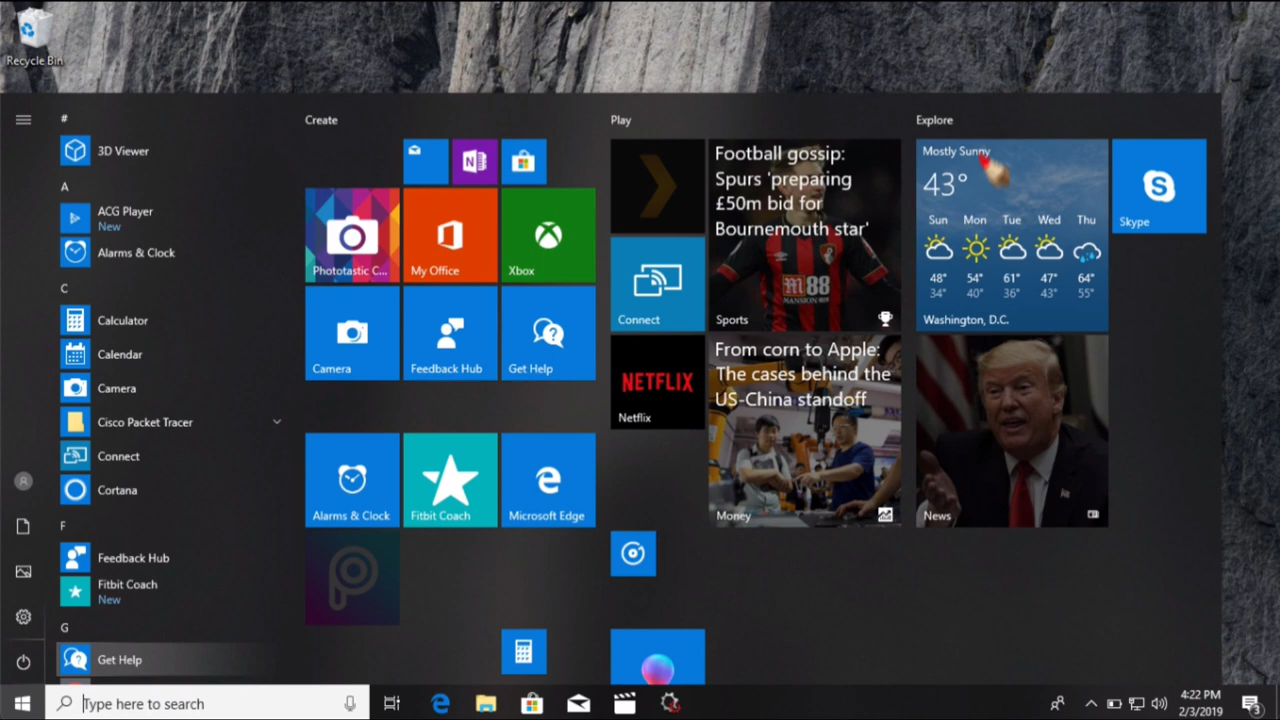 Recycle Bin
#
3D Viewer
A
ACG Player
New
Alarms & Clock
C
Calculator
Calendar
Camera
Cisco Packet Tracer
Connect
Cortana
F
Feedback Hub
Fitbit Coach
New
G
Get Help
Create
N
Phototastic C...
My Office
Xbox
Camera
Feedback Hub
Get Help
Alarms & Clock
Fitbit Coach
Microsoft Edge
Play
Football gossip:
Spurs 'preparing
£50m bid for
Bournemouth star'
M88
MANSION88
Sports
Connect
NETFLIX
Netflix
From corn to Apple:
The cases behind the
US-China standoff
Money
Explore
Mostly Sunny
43°
Sun Mon Tue Wed Thu
48° 54° 61° 47° 64°
34° 40° 36° 43° 55°
Washington, D.C.
Skype
News
Type here to search
4:22 PM
2/3/2019
3